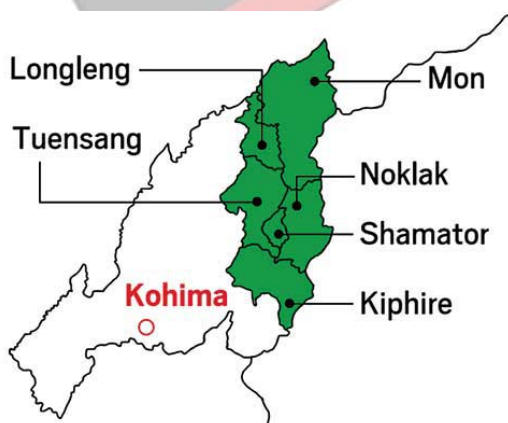 Longleng
Mon
Tuensang
Noklak
Shamator
Kohima
Kiphire